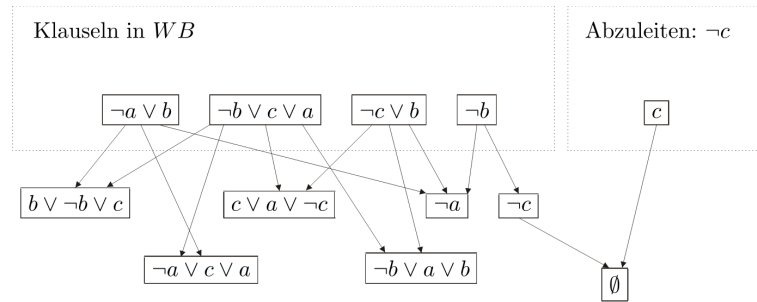 Klauseln in WB
Abzuleiten: ¬c
¬a ∨ b
¬b ∨ c ∨ a
¬c ∨ b
¬b
c
b ∨ ¬b ∨ c
c ∨ a ∨ ¬c
¬a
¬c
¬a ∨ c ∨ a
¬b ∨ a ∨ b
∅